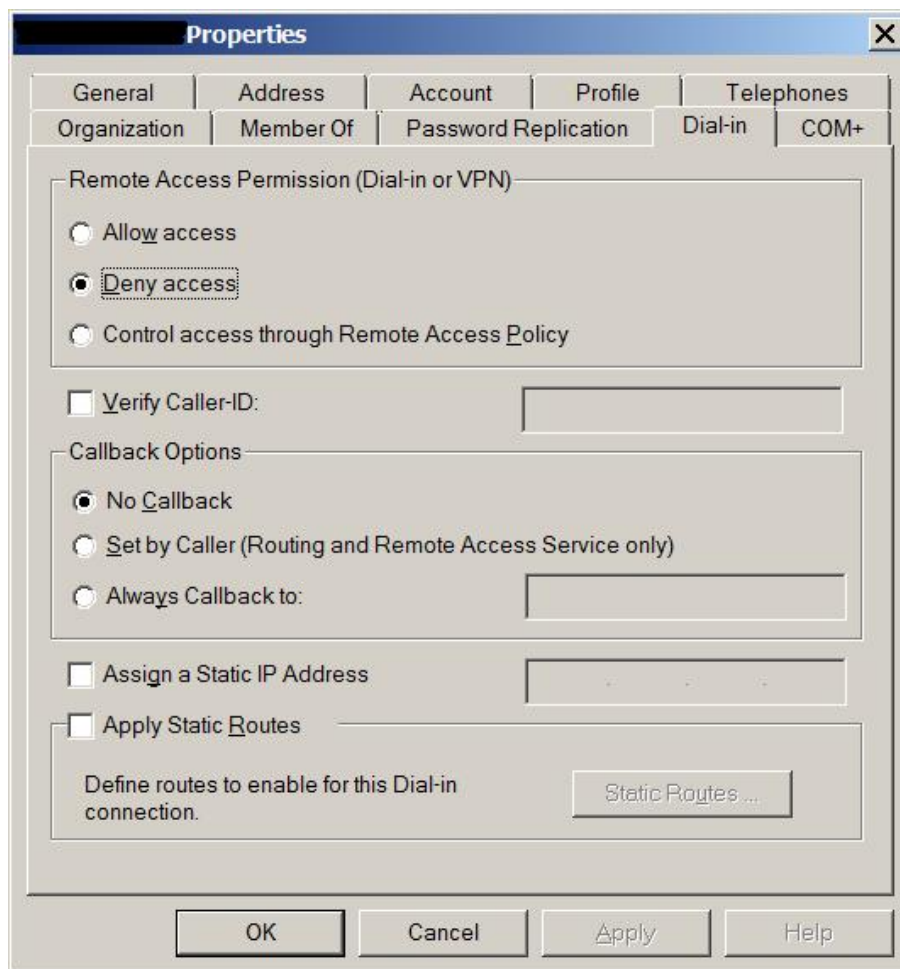 Properties
General Address Account Profile Telephones
Organization Member Of Password Replication Dial-in COM+
Remote Access Permission (Dial-in or VPN)
Allow access
Deny access
Control access through Remote Access Policy
Verify Caller-ID:
Callback Options
No Callback
Set by Caller (Routing and Remote Access Service only)
Always Callback to:
Assign a Static IP Address
Apply Static Routes
Define routes to enable for this Dial-in
connection.
Static Routes ...
OK Cancel Apply Help